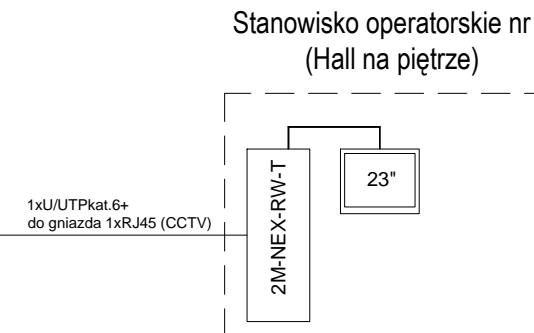 Stanowisko operatorskie nr
(Hall na piętrze)
1xU/UTPkat.6+
do gniazda 1xRJ45 (CCTV)
2M-NEX-RW-T
23"